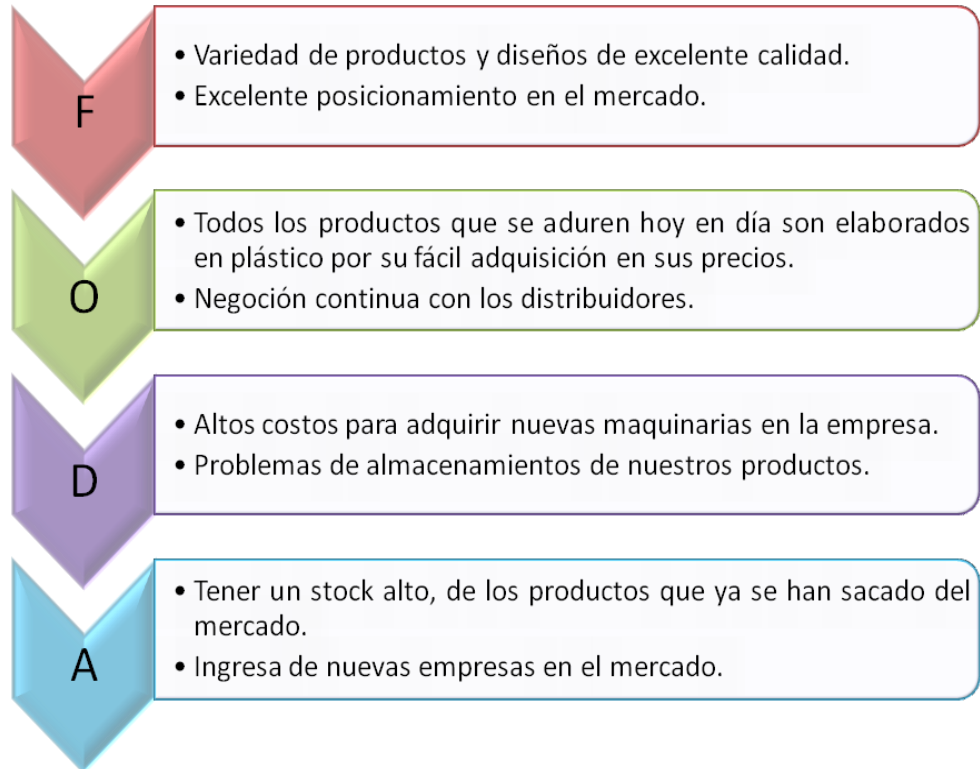 F
• Variedad de productos y diseños de excelente calidad.
• Excelente posicionamiento en el mercado.
O
• Todos los productos que se aduren hoy en día son elaborados
en plástico por su fácil adquisición en sus precios.
• Negoción continua con los distribuidores.
D
• Altos costos para adquirir nuevas maquinarias en la empresa.
• Problemas de almacenamientos de nuestros productos.
A
• Tener un stock alto, de los productos que ya se han sacado del
mercado.
• Ingresa de nuevas empresas en el mercado.